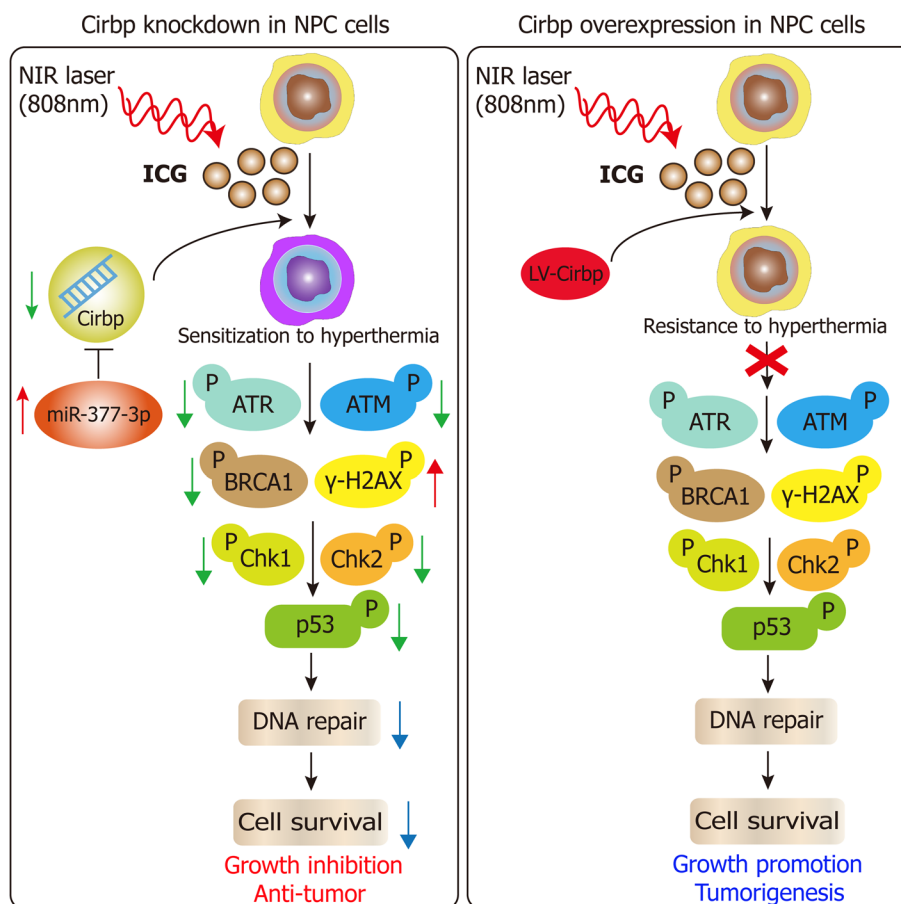 Cirbp knockdown in NPC cells
NIR laser
(808nm)
ICG
Cirbp
miR-377-3p
Sensitization to hyperthermia
P
ATR
P
ATM
P
BRCA1
P
γ-H2AX
P
Chk1
P
Chk2
p53
P
DNA repair
Cell survival
Growth inhibition
Anti-tumor
Cirbp overexpression in NPC cells
NIR laser
(808nm)
ICG
LV-Cirbp
Resistance to hyperthermia
P
ATR
P
ATM
P
BRCA1
P
γ-H2AX
P
Chk1
P
Chk2
p53
P
DNA repair
Cell survival
Growth promotion
Tumorigenesis